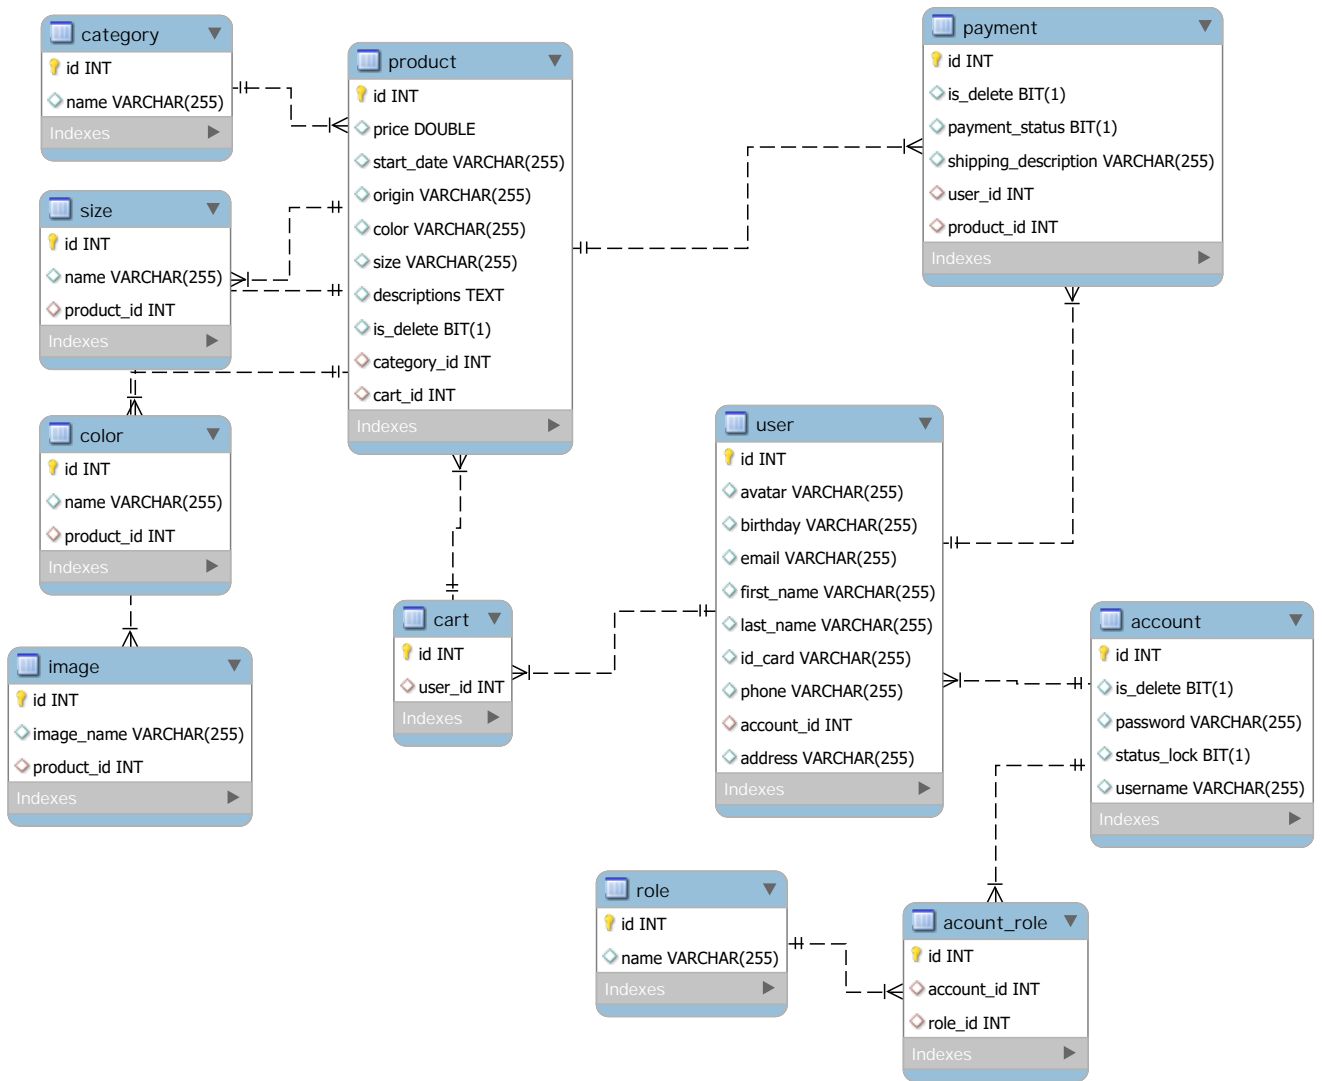 category
id INT
name VARCHAR(255)
Indexes
size
id INT
name VARCHAR(255)
product_id INT
Indexes
color
id INT
name VARCHAR(255)
product_id INT
Indexes
image
id INT
image_name VARCHAR(255)
product_id INT
Indexes
product
id INT
price DOUBLE
start_date VARCHAR(255)
origin VARCHAR(255)
color VARCHAR(255)
size VARCHAR(255)
descriptions TEXT
is_delete BIT(1)
category_id INT
cart_id INT
Indexes
cart
id INT
user_id INT
Indexes
payment
id INT
is_delete BIT(1)
payment_status BIT(1)
shipping_description VARCHAR(255)
user_id INT
product_id INT
Indexes
user
id INT
avatar VARCHAR(255)
birthday VARCHAR(255)
email VARCHAR(255)
first_name VARCHAR(255)
last_name VARCHAR(255)
id_card VARCHAR(255)
phone VARCHAR(255)
account_id INT
address VARCHAR(255)
Indexes
account
id INT
is_delete BIT(1)
password VARCHAR(255)
status_lock BIT(1)
username VARCHAR(255)
Indexes
role
id INT
name VARCHAR(255)
Indexes
acount_role
id INT
account_id INT
role_id INT
Indexes